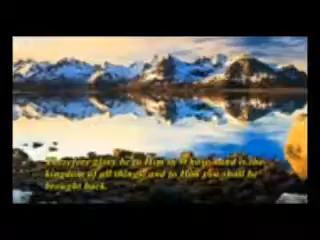 Therefore glory be to Him in Whose hand is the
kingdom of all things, and to Him you shall be
brought back.